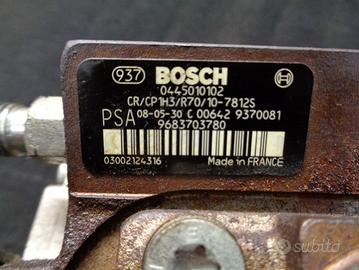 937 BOSCH
0445010102
CR/CP1H3/R70/10-7812S
PSA 08-05-30 C 00642 9370081
9683703780
03002124316 Made in FRANCE
subito